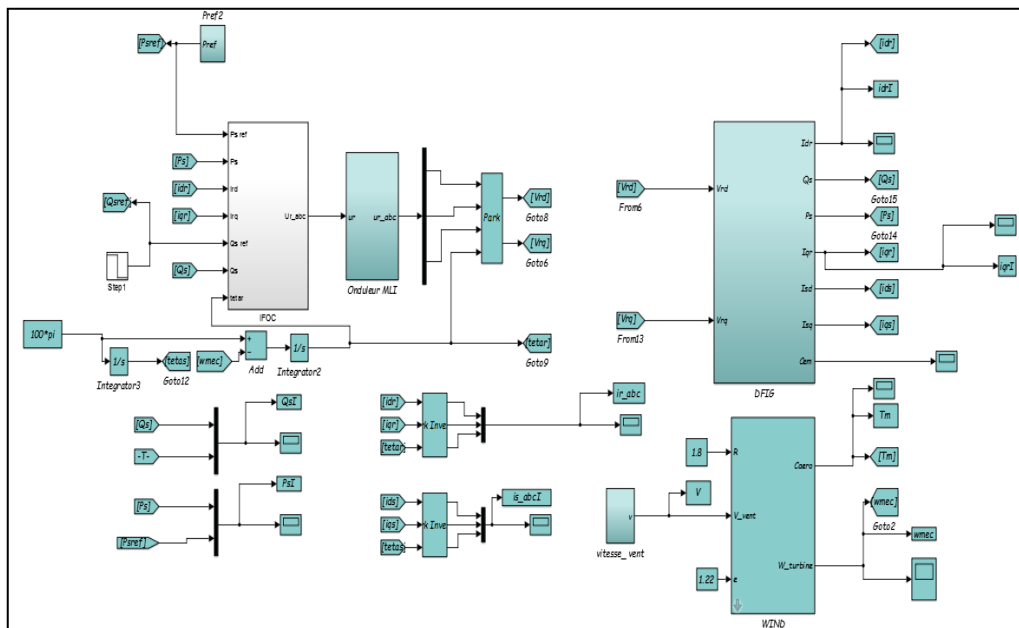 Pref2
[Psref]
Pref
Ps ref
[Ps]
Ps
[idr]
Ird
[iqr]
Irq
[Qsref]
Qs ref
[Qs]
Qs
tetar
Step1
Ur_abc
IFOC
ur
ur_abc
Onduleur MLI
Park
[Vrd]
Goto8
[Vrq]
Goto6
100*pi
1/s
Integrator3
[tetas]
Goto12
[wmec]
+
−
Add
1/s
Integrator2
[tetar]
Goto9
[Vrd]
From6
Vrd
[Vrq]
From13
Vrq
Idr
Qs
Ps
Iqr
Isd
Isq
Cem
DFIG
[idr]
idrI
[Qs]
Goto15
[Ps]
Goto14
[iqr]
iqrI
[ids]
[iqs]
[Qs]
-T-
QsI
[Ps]
[Psref]
PsI
[idr]
[iqr]
[tetar]
k Inve
ir_abc
[ids]
[iqs]
[tetas]
k Inve
is_abcI
1.8
R
V
v
vitesse_vent
V_vent
1.22
e
Caero
W_turbine
WIND
Tm
[Tm]
[wmec]
Goto2
wmec